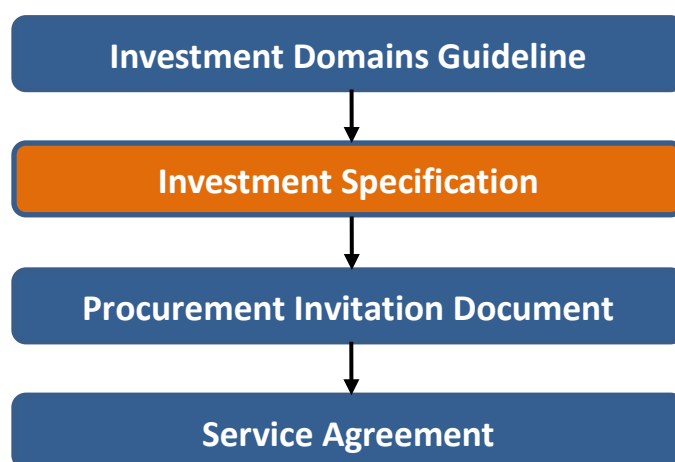 Investment Domains Guideline
Investment Specification
Procurement Invitation Document
Service Agreement